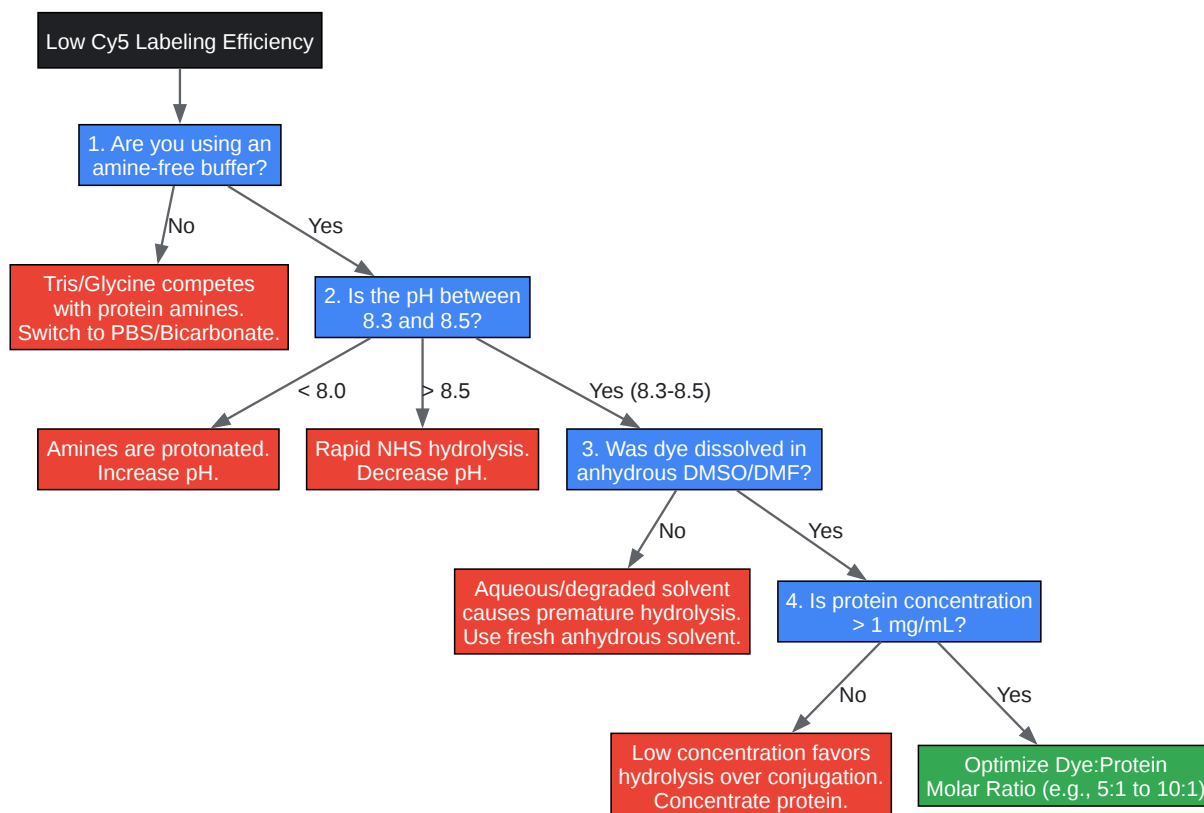 Low Cy5 Labeling Efficiency
1. Are you using an
amine-free buffer?
No
Yes
Tris/Glycine competes
with protein amines.
Switch to PBS/Bicarbonate.
2. Is the pH between
8.3 and 8.5?
< 8.0
> 8.5
Yes (8.3-8.5)
Amines are protonated.
Increase pH.
Rapid NHS hydrolysis.
Decrease pH.
3. Was dye dissolved in
anhydrous DMSO/DMF?
No
Yes
Aqueous/degraded solvent
causes premature hydrolysis.
Use fresh anhydrous solvent.
4. Is protein concentration
> 1 mg/mL?
No
Yes
Low concentration favors
hydrolysis over conjugation.
Concentrate protein.
Optimize Dye:Protein
Molar Ratio (e.g., 5:1 to 10:1)